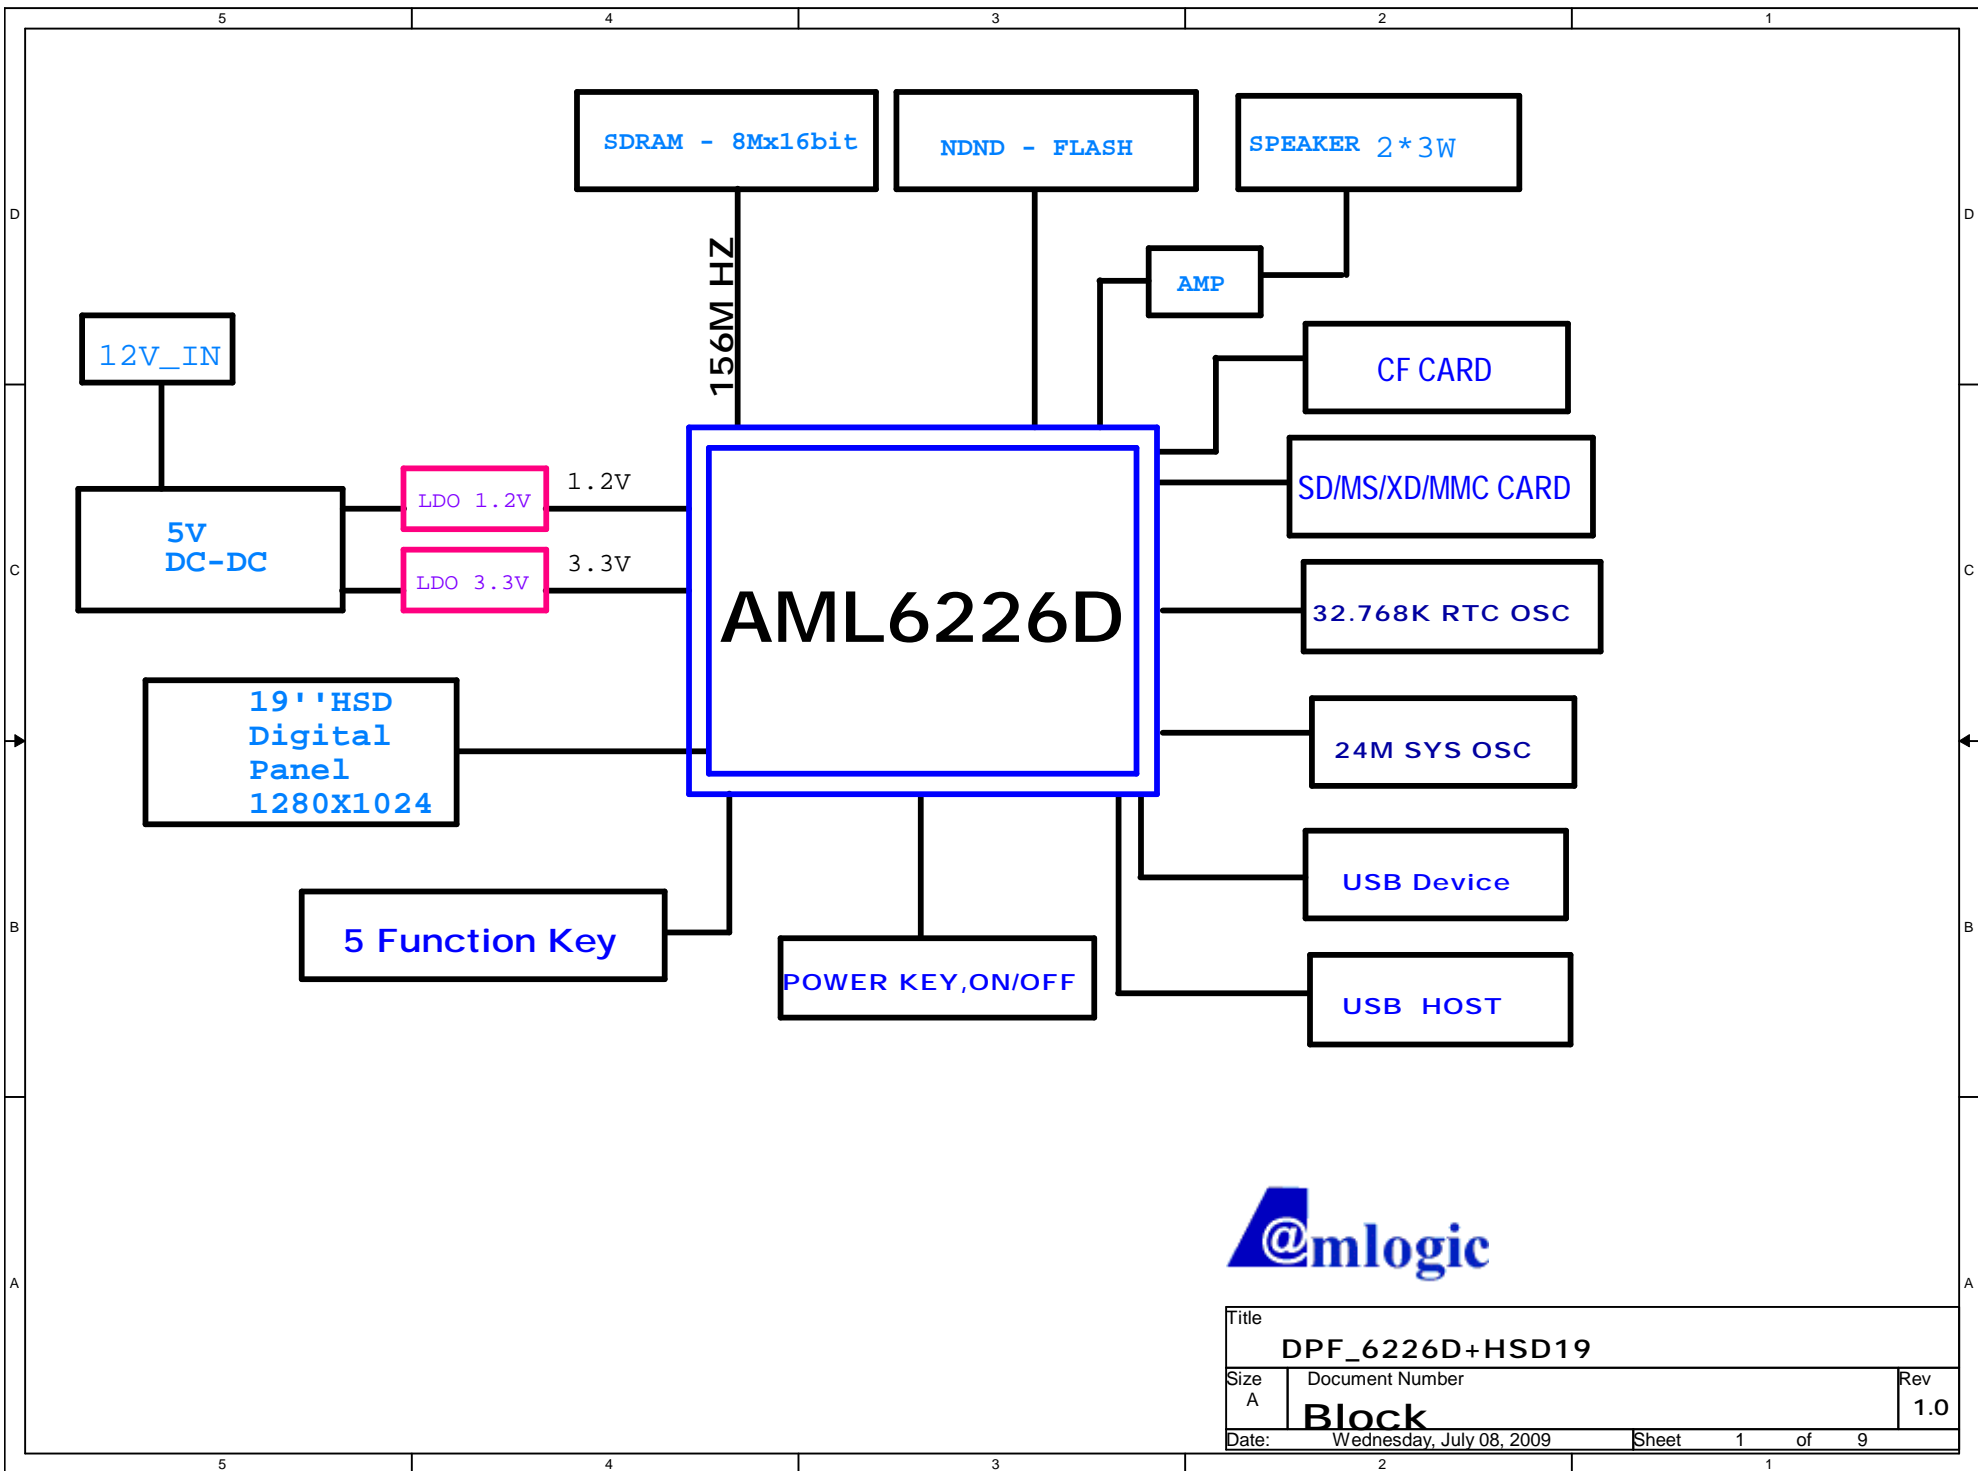 5 4 3 2 1
SDRAM - 8Mx16bit
NDND - FLASH
SPEAKER 2*3W
D
D
156M HZ
AMP
12V_IN
CF CARD
LDO 1.2V
1.2V
SD/MS/XD/MMC CARD
5V
DC-DC
LDO 3.3V
3.3V
C
C
AML6226D
32.768K RTC OSC
19''HSD
Digital
Panel
1280X1024
24M SYS OSC
USB Device
B
B
5 Function Key
POWER KEY,ON/OFF
USB HOST
@mlogic
A
A
Title
DPF_6226D+HSD19
Size
A
Document Number
Block
Rev
1.0
Date: Wednesday, July 08, 2009
Sheet 1 of 9
5 4 3 2 1